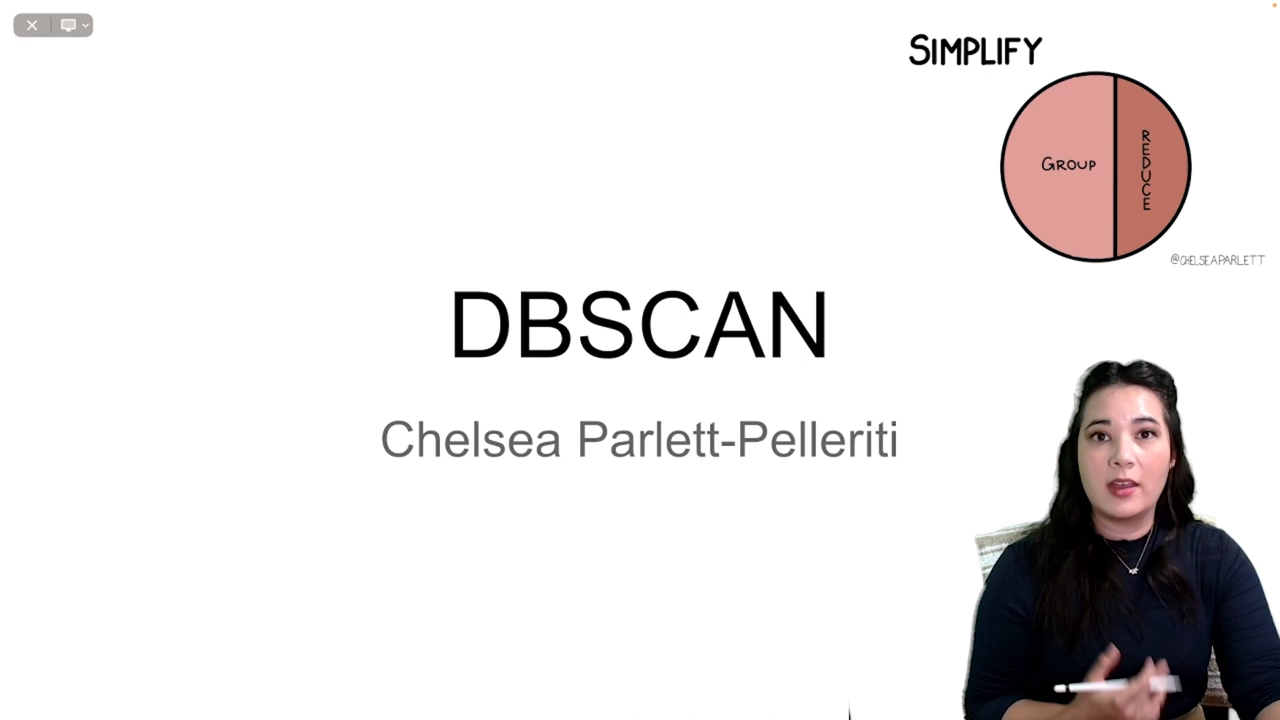 SIMPLIFY
GROUP
REDUCE
@CHELSEAPARLETT
DBSCAN
Chelsea Parlett-Pelleriti